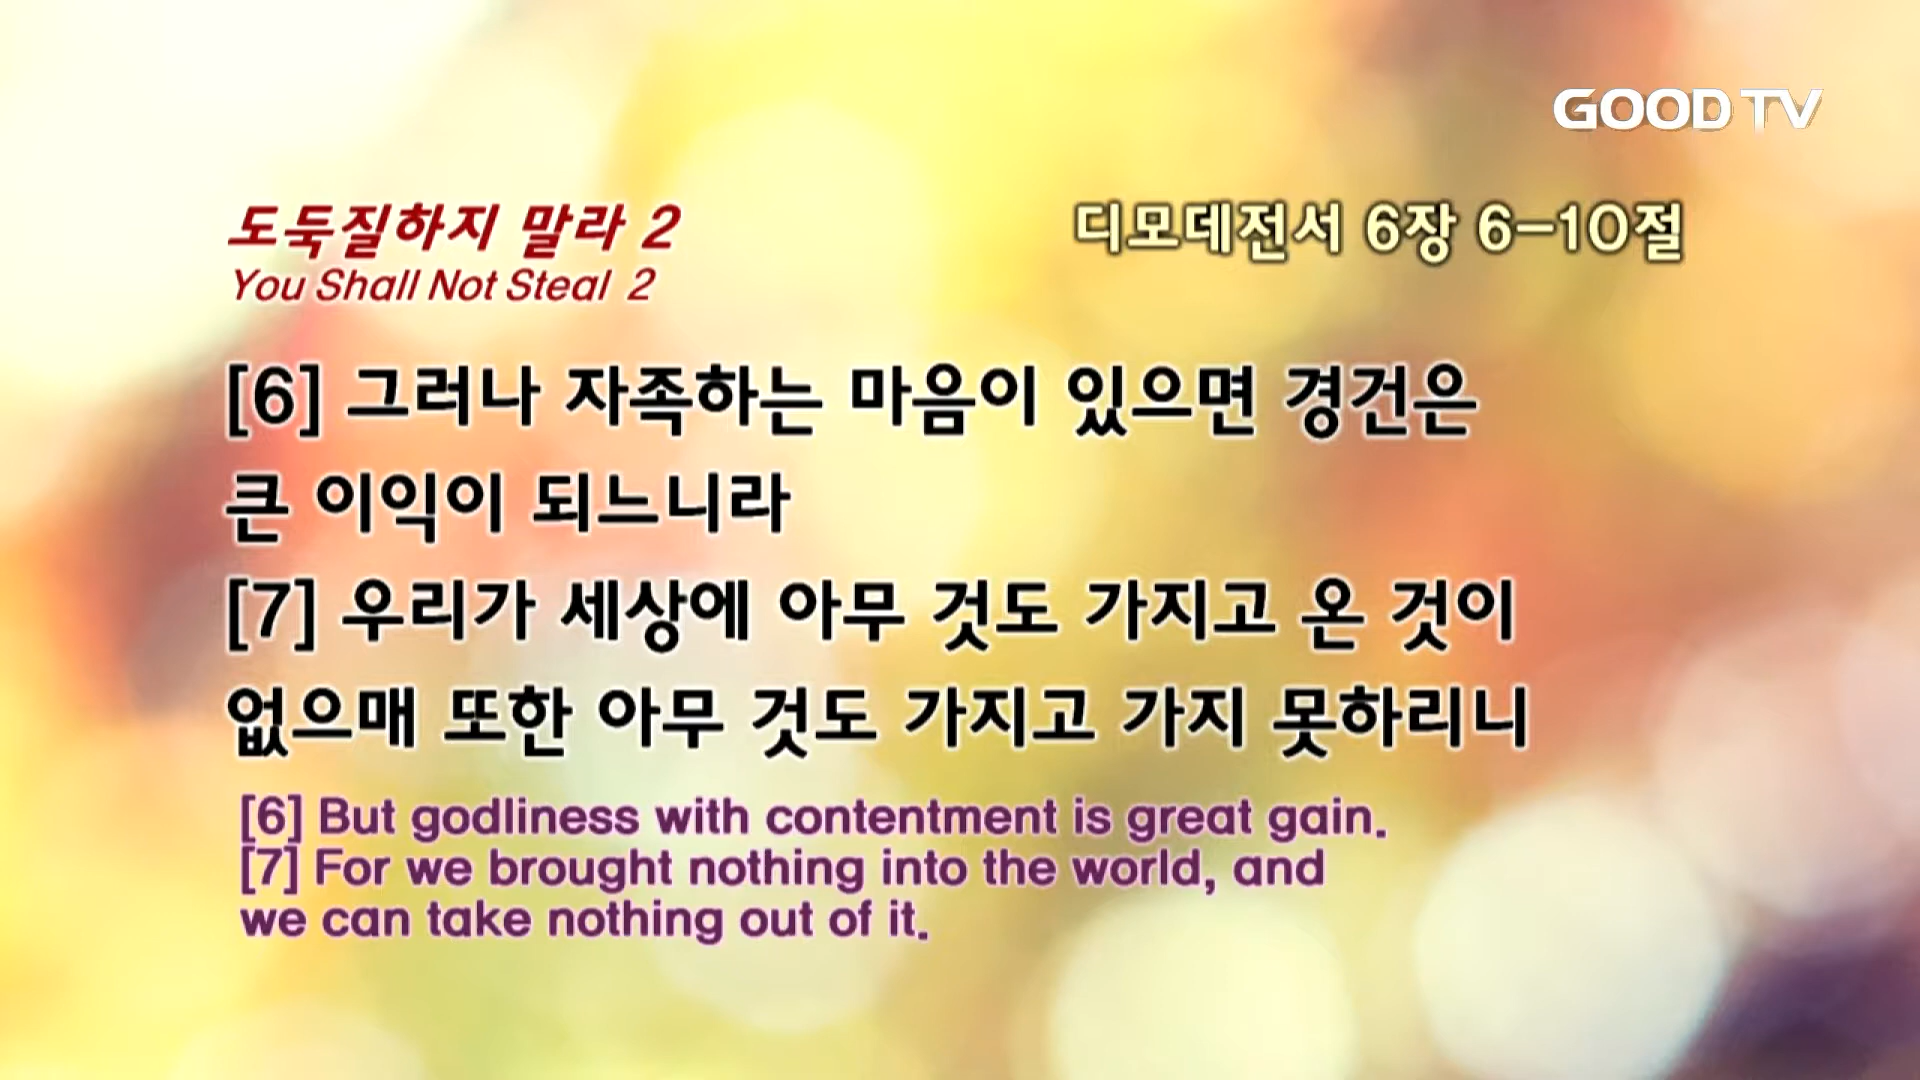 GOOD TV
도둑질하지 말라 2
디모데전서 6장 6-10절
You Shall Not Steal 2
[6] 그러나 자족하는 마음이 있으면 경건은
큰 이익이 되느니라
[7] 우리가 세상에 아무 것도 가지고 온 것이
없으매 또한 아무 것도 가지고 가지 못하리니
[6] But godliness with contentment is great gain.
[7] For we brought nothing into the world, and
we can take nothing out of it.